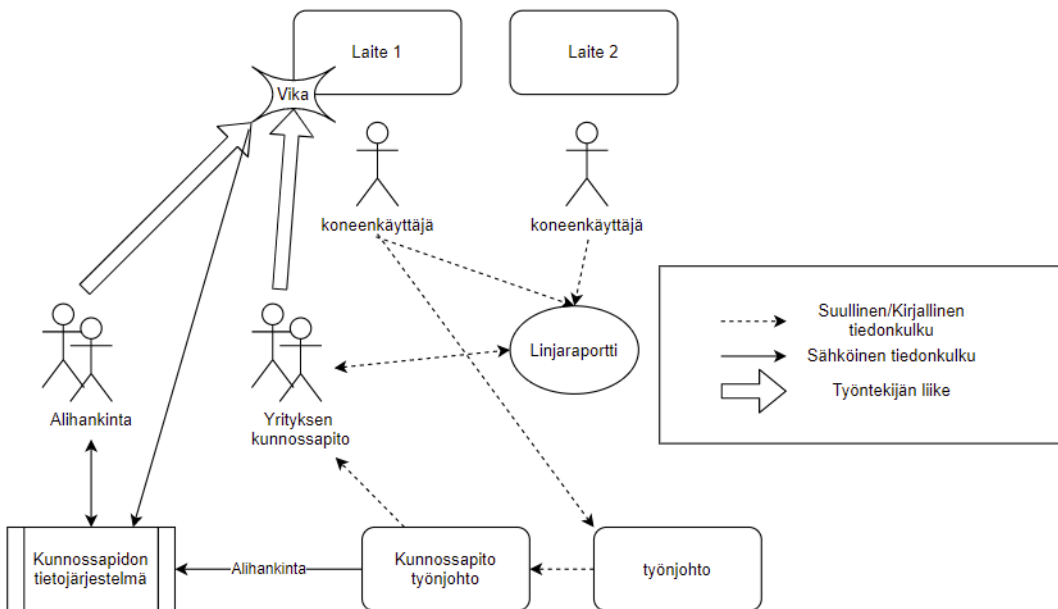 Laite 1
Laite 2
Vika
koneenkäyttäjä
koneenkäyttäjä
Suullinen/Kirjallinen
tiedonkulku
Sähköinen tiedonkulku
Työntekijän liike
Linjaraportti
Alihankinta
Yrityksen
kunnossapito
Kunnossapidon
tietojärjestelmä
Alihankinta
Kunnossapito
työnjohto
työnjohto